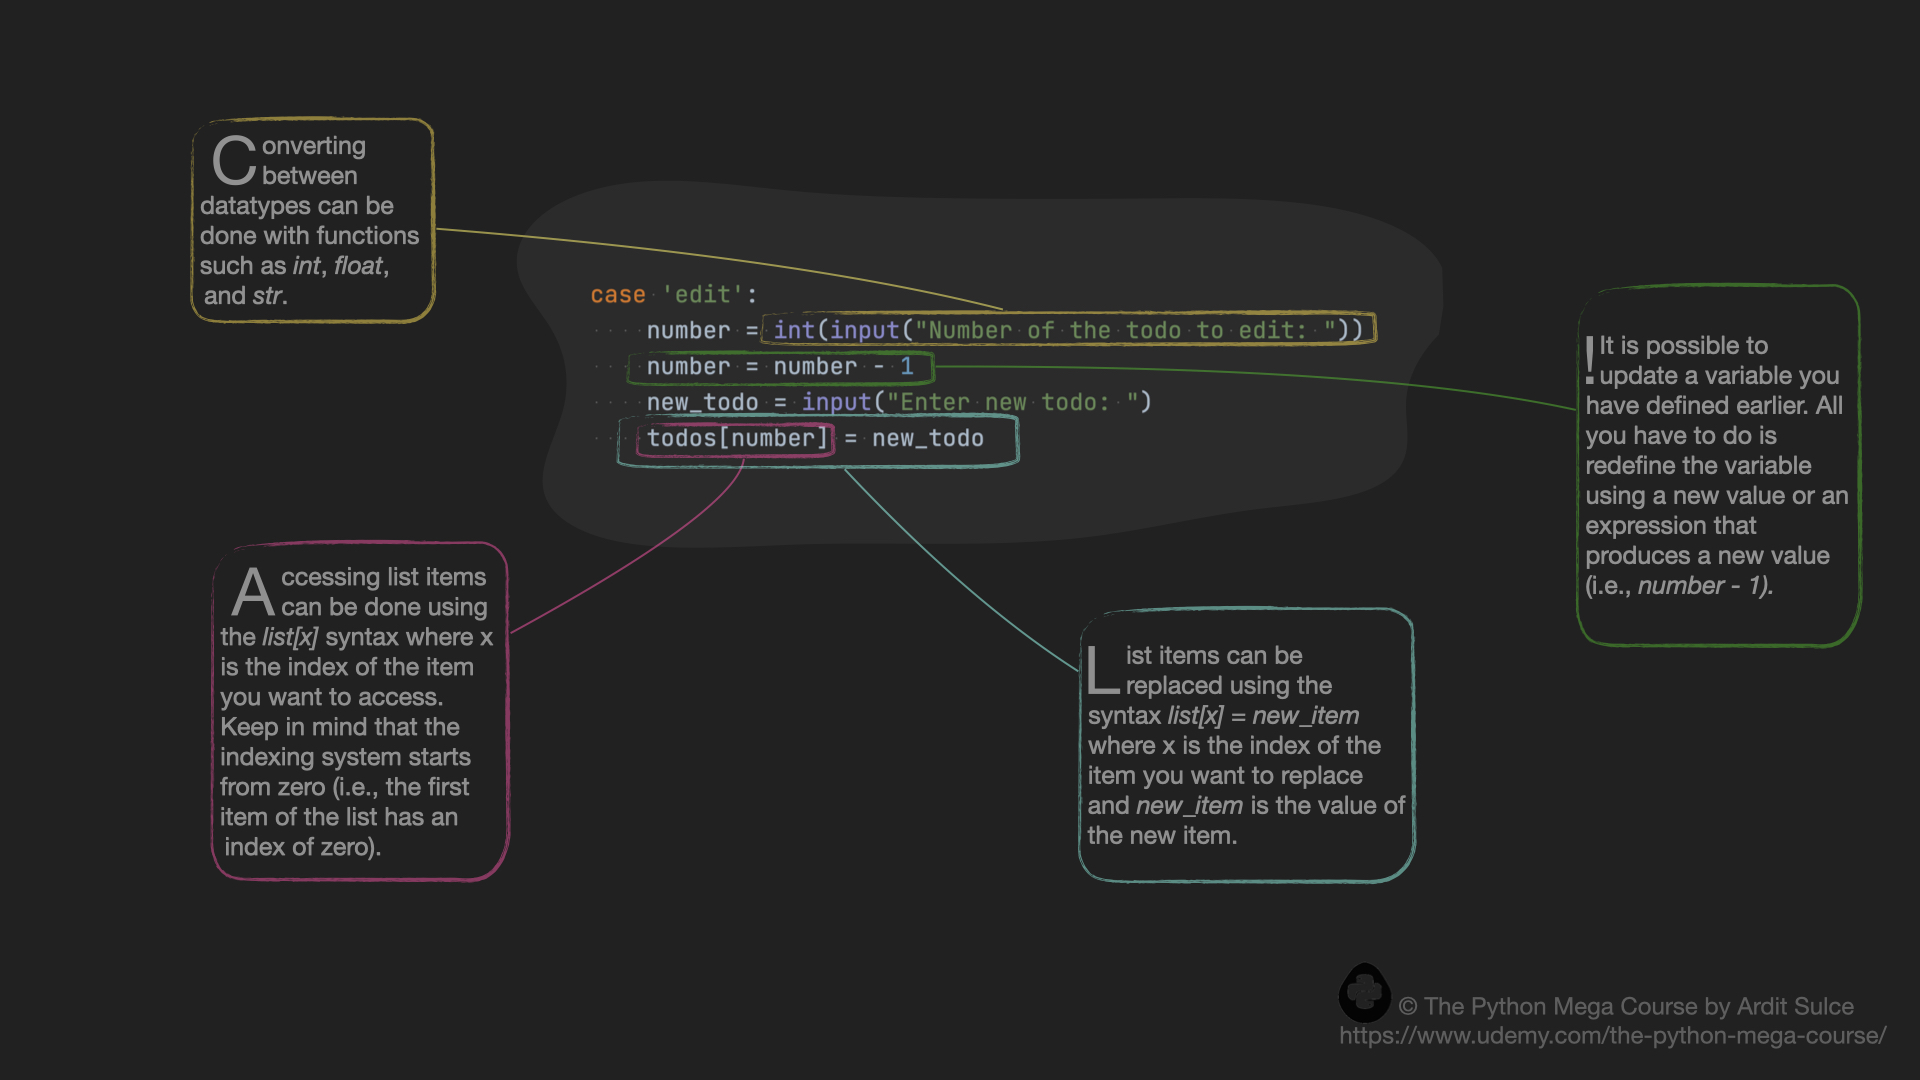 Converting
between
datatypes can be
done with functions
such as int, float,
and str.
case 'edit':
number = int(input("Number of the todo to edit: "))
number = number - 1
new_todo = input("Enter new todo: ")
todos[number] = new_todo
! It is possible to
update a variable you
have defined earlier. All
you have to do is
redefine the variable
using a new value or an
expression that
produces a new value
(i.e., number - 1).
Accessing list items
can be done using
the list[x] syntax where x
is the index of the item
you want to access.
Keep in mind that the
indexing system starts
from zero (i.e., the first
item of the list has an
index of zero).
List items can be
replaced using the
syntax list[x] = new_item
where x is the index of the
item you want to replace
and new_item is the value of
the new item.
© The Python Mega Course by Ardit Sulce
https://www.udemy.com/the-python-mega-course/